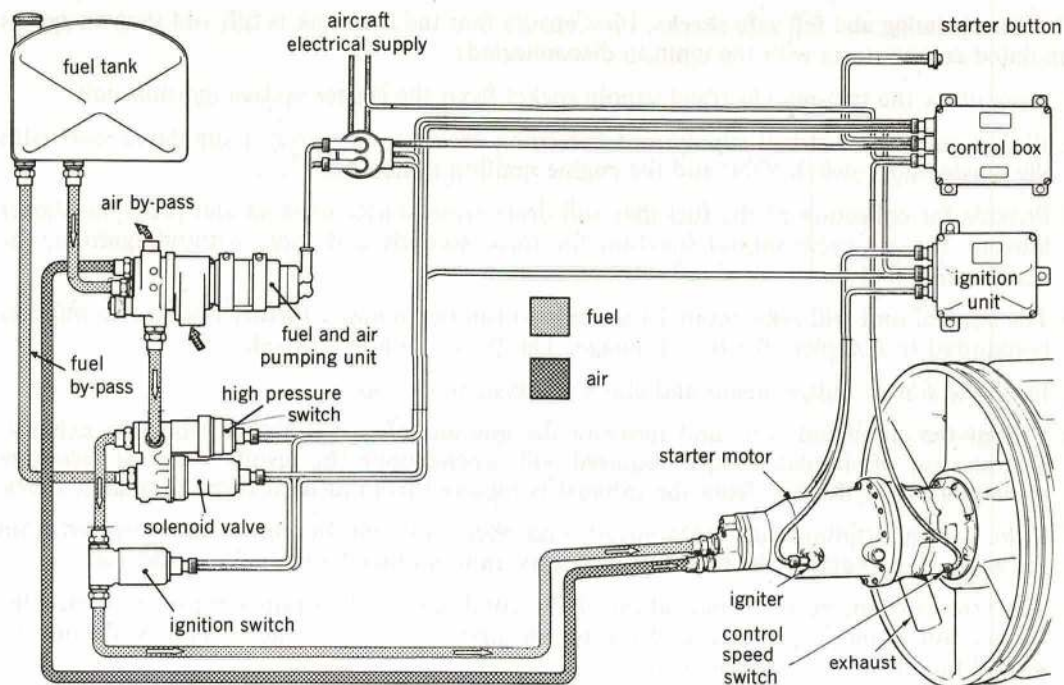 aircraft
electrical supply
starter button
fuel tank
control box
air by-pass
ignition
unit
fuel and air
pumping unit
fuel
air
fuel
by-pass
high pressure
switch
starter motor
solenoid valve
igniter
ignition switch
control
speed
switch
exhaust